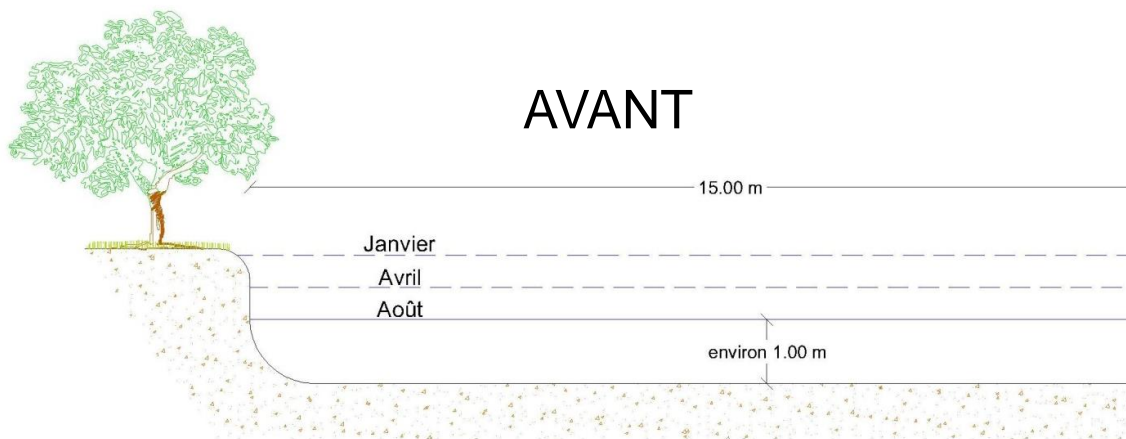 AVANT
15.00 m
Janvier
Avril
Août
environ 1.00 m